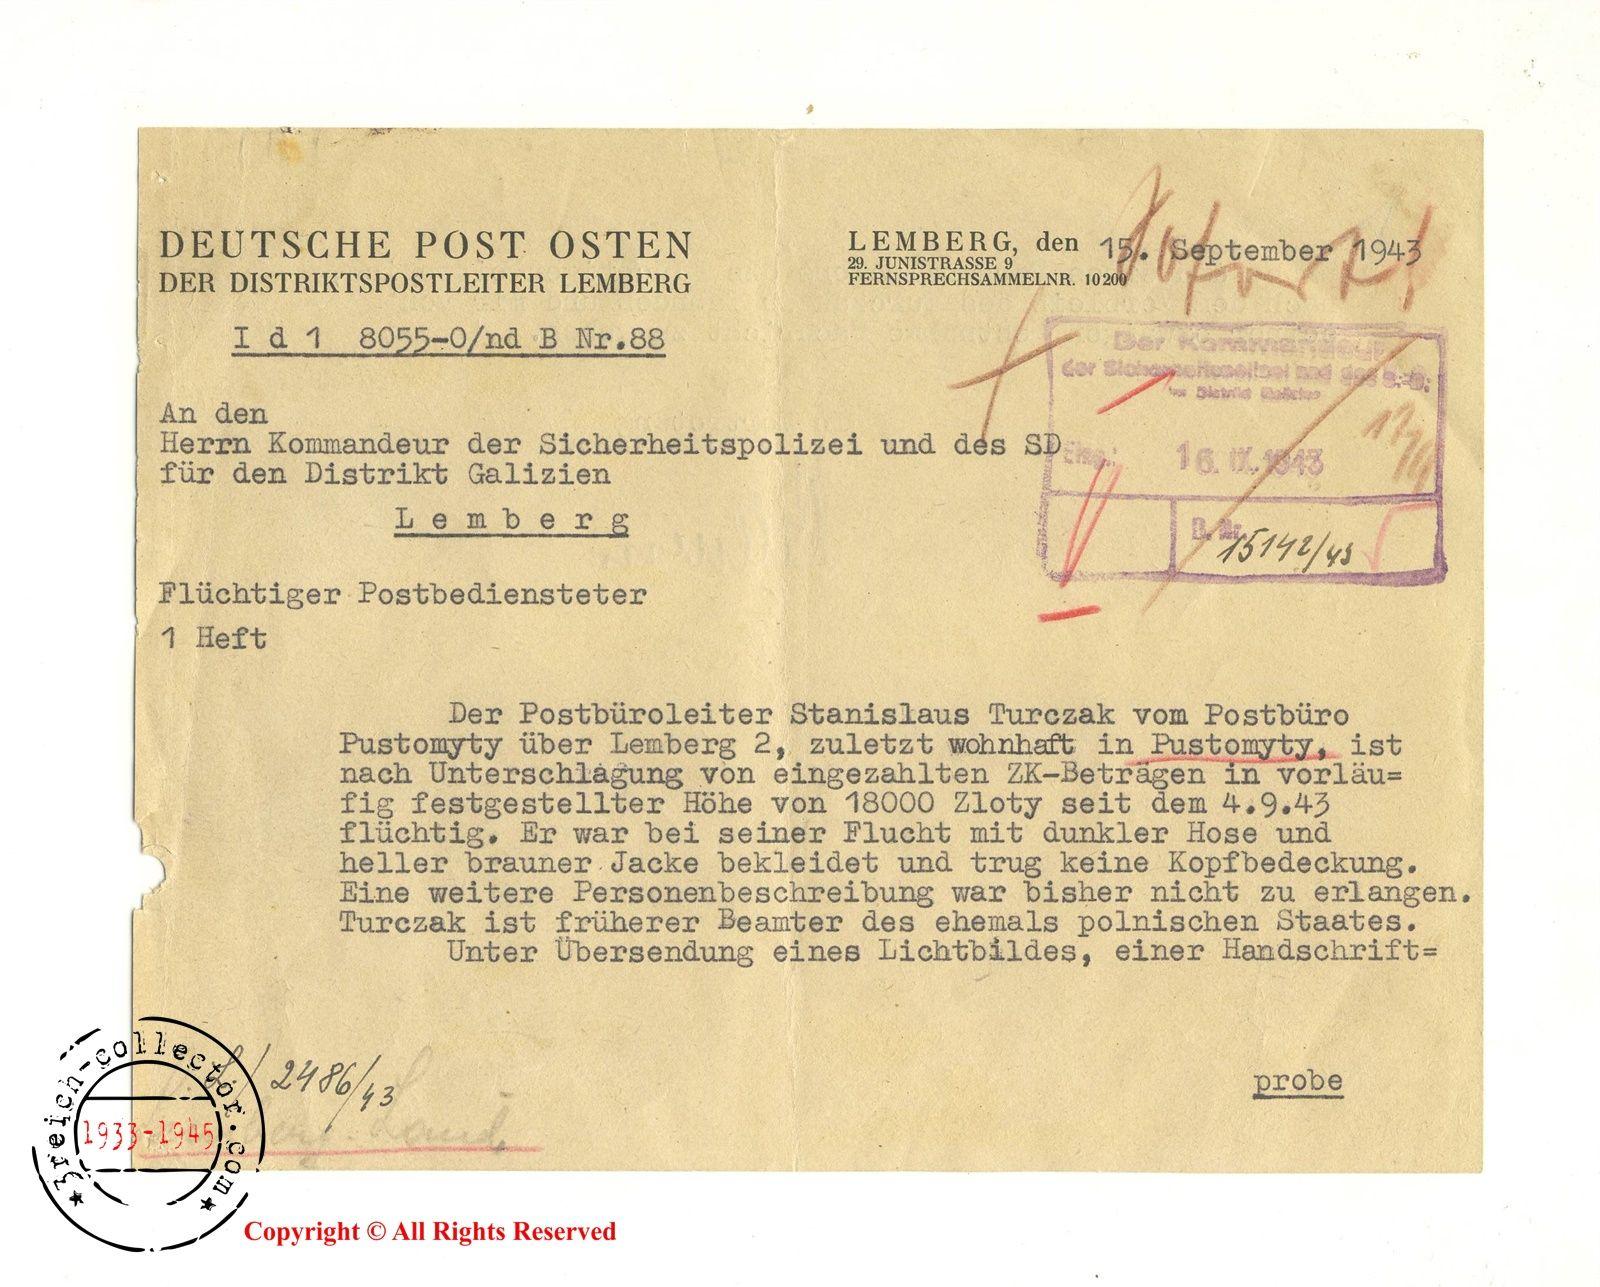 DEUTSCHE POST OSTEN
DER DISTRIKTSPOSTLEITER LEMBERG
I d 1 8055-0/nd B Nr.88
LEMBERG, den 15. September 1943
29. JUNISTRASSE 9
FERNSPRECHSAMMELNR. 10200
Sofort!
Der Kommandeur
der Sicherheitspolizei und des S.-D.
im Distrikt Galizien
Eing.: 16. IX. 1943
B. Nr. 15142/43
An den
Herrn Kommandeur der Sicherheitspolizei und des SD
für den Distrikt Galizien
Lemberg
Flüchtiger Postbediensteter
1 Heft
Der Postbüroleiter Stanislaus Turczak vom Postbüro
Pustomyty über Lemberg 2, zuletzt wohnhaft in Pustomyty, ist
nach Unterschlagung von eingezahlten ZK-Beträgen in vorläu=
fig festgestellter Höhe von 18000 Zloty seit dem 4.9.43
flüchtig. Er war bei seiner Flucht mit dunkler Hose und
heller brauner Jacke bekleidet und trug keine Kopfbedeckung.
Eine weitere Personenbeschreibung war bisher nicht zu erlangen.
Turczak ist früherer Beamter des ehemals polnischen Staates.
Unter Übersendung eines Lichtbildes, einer Handschrift=
probe
2486/43
3reich-collector.com
1933-1945
Copyright © All Rights Reserved